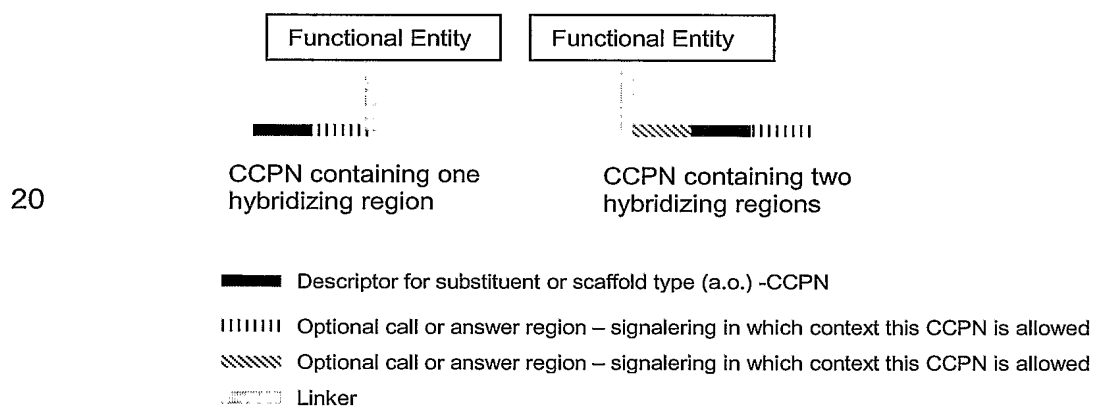 Functional Entity
Functional Entity
CCPN containing one
hybridizing region
CCPN containing two
hybridizing regions
20
Descriptor for substituent or scaffold type (a.o.) -CCPN
Optional call or answer region – signalering in which context this CCPN is allowed
Optional call or answer region – signalering in which context this CCPN is allowed
Linker